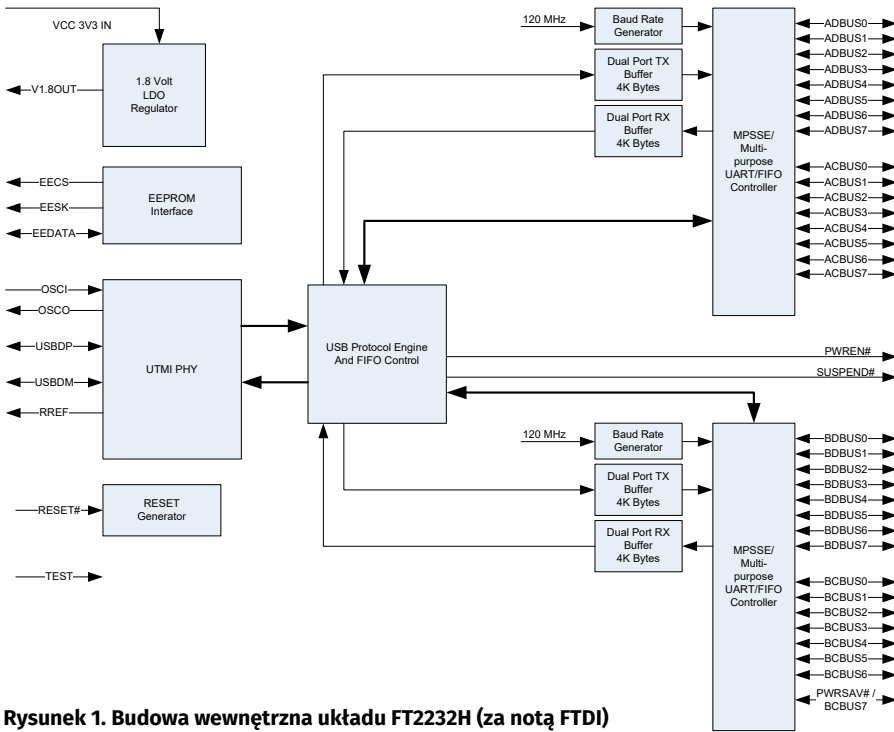 VCC 3V3 IN
1.8 Volt
LDO
Regulator
V1.8OUT
EECS
EESK
EEDATA
EEPROM
Interface
OSCI
OSCO
USBDP
USBDM
RREF
UTMI PHY
RESET#
RESET
Generator
TEST
USB Protocol Engine
And FIFO Control
120 MHz
Baud Rate
Generator
Dual Port TX
Buffer
4K Bytes
Dual Port RX
Buffer
4K Bytes
MPSSE/
Multi-
purpose
UART/FIFO
Controller
ADBUS0
ADBUS1
ADBUS2
ADBUS3
ADBUS4
ADBUS5
ADBUS6
ADBUS7
ACBUS0
ACBUS1
ACBUS2
ACBUS3
ACBUS4
ACBUS5
ACBUS6
ACBUS7
PWREN#
SUSPEND#
120 MHz
Baud Rate
Generator
Dual Port TX
Buffer
4K Bytes
Dual Port RX
Buffer
4K Bytes
MPSSE/
Multi-
purpose
UART/FIFO
Controller
BDBUS0
BDBUS1
BDBUS2
BDBUS3
BDBUS4
BDBUS5
BDBUS6
BDBUS7
BCBUS0
BCBUS1
BCBUS2
BCBUS3
BCBUS4
BCBUS5
BCBUS6
PWRSAV# /
BCBUS7
Rysunek 1. Budowa wewnętrzna układu FT2232H (za notą FTDI)